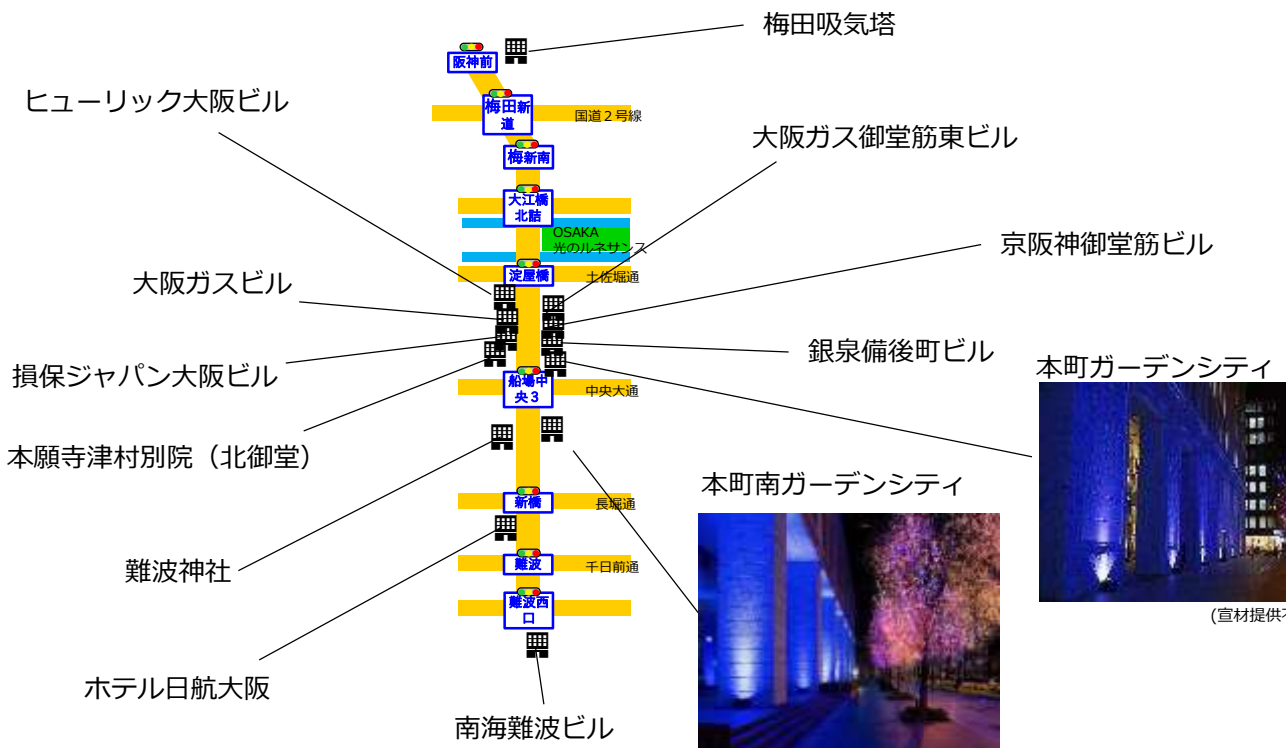 梅田吸気塔
阪神前
ヒューリック大阪ビル
梅田新
道
国道２号線
大阪ガス御堂筋東ビル
梅新南
大江橋
北詰
OSAKA
光のルネサンス
京阪神御堂筋ビル
淀屋橋
土佐堀通
大阪ガスビル
銀泉備後町ビル
損保ジャパン大阪ビル
本町ガーデンシティ
船場中
央３
中央大通
本願寺津村別院（北御堂）
本町南ガーデンシティ
新橋
長堀通
難波神社
難波
千日前通
難波西
口
(宣材提供
ホテル日航大阪
南海難波ビル